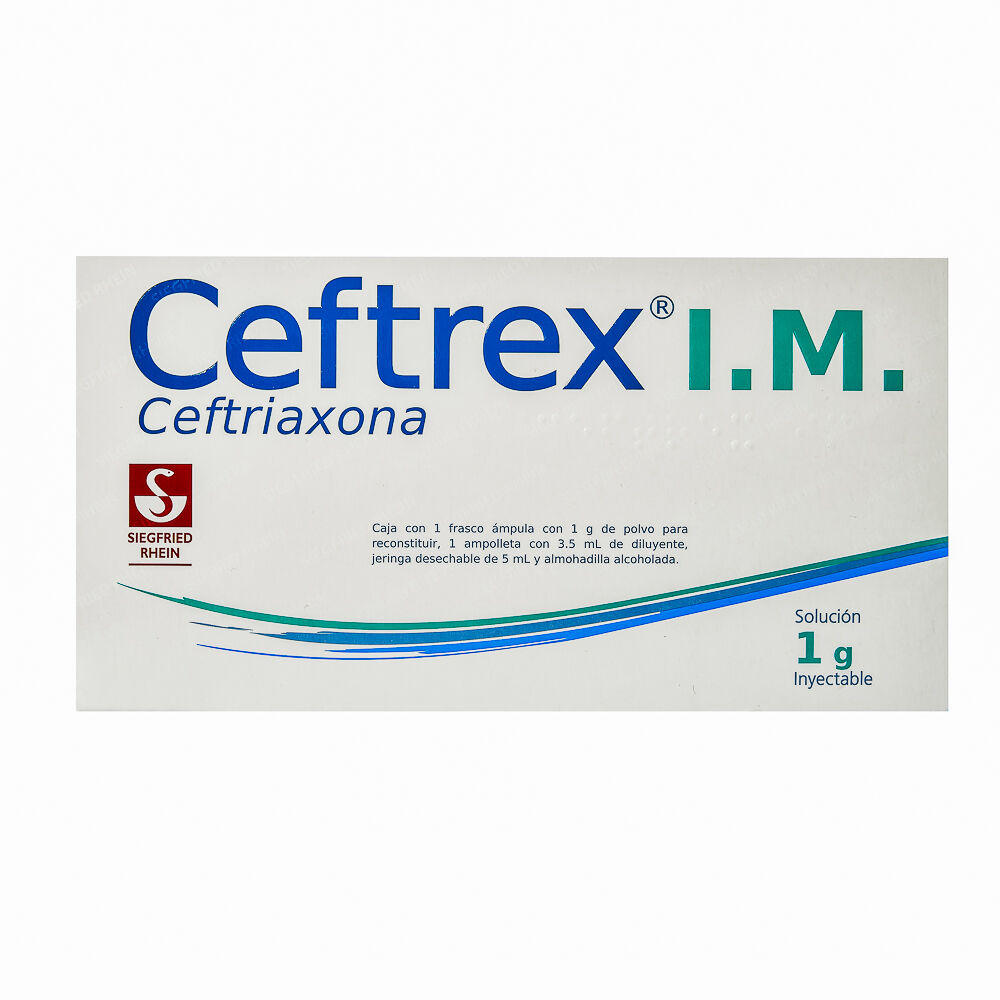 Ceftrex® I.M.
Ceftriaxona
SIEGFRIED
RHEIN
Caja con 1 frasco ámpula con 1 g de polvo para
reconstituir, 1 ampolleta con 3.5 mL de diluyente,
jeringa desechable de 5 mL y almohadilla alcoholada.
Solución
1 g
Inyectable